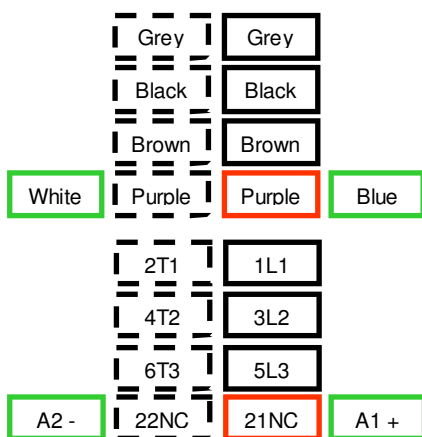 Grey Grey
Black Black
Brown Brown
White Purple Purple Blue
2T1 1L1
4T2 3L2
6T3 5L3
A2 - 22NC 21NC A1 +